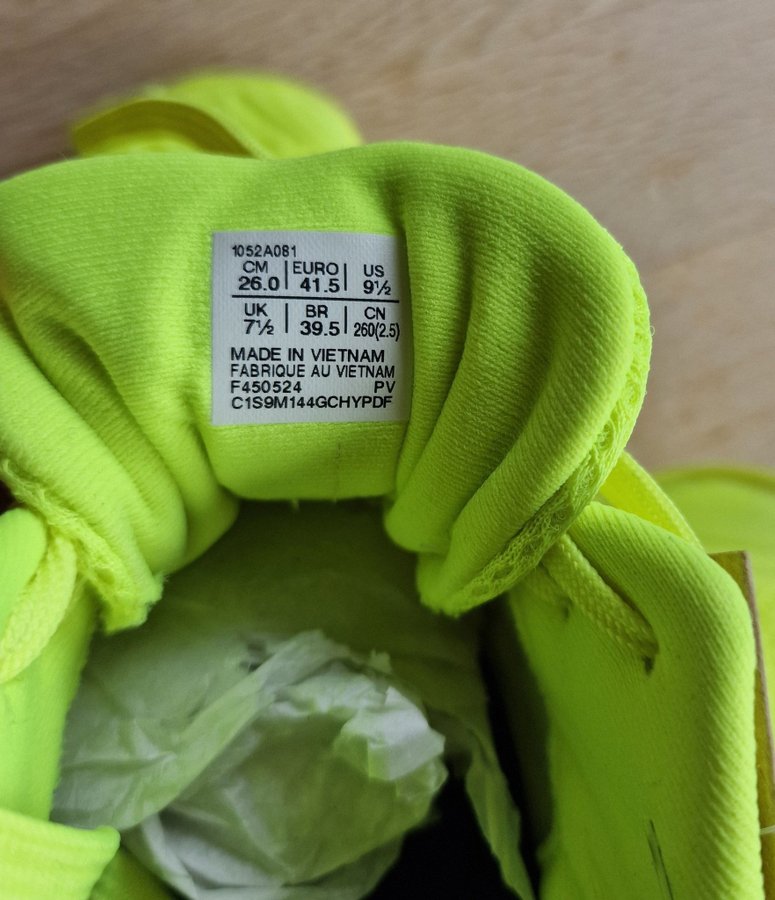 1052A081
CM | EURO | US
26.0 | 41.5 | 9½
UK | BR | CN
7½ | 39.5 | 260(2.5)
MADE IN VIETNAM
FABRIQUE AU VIETNAM
F450524 PV
C1S9M144GCHYPDF